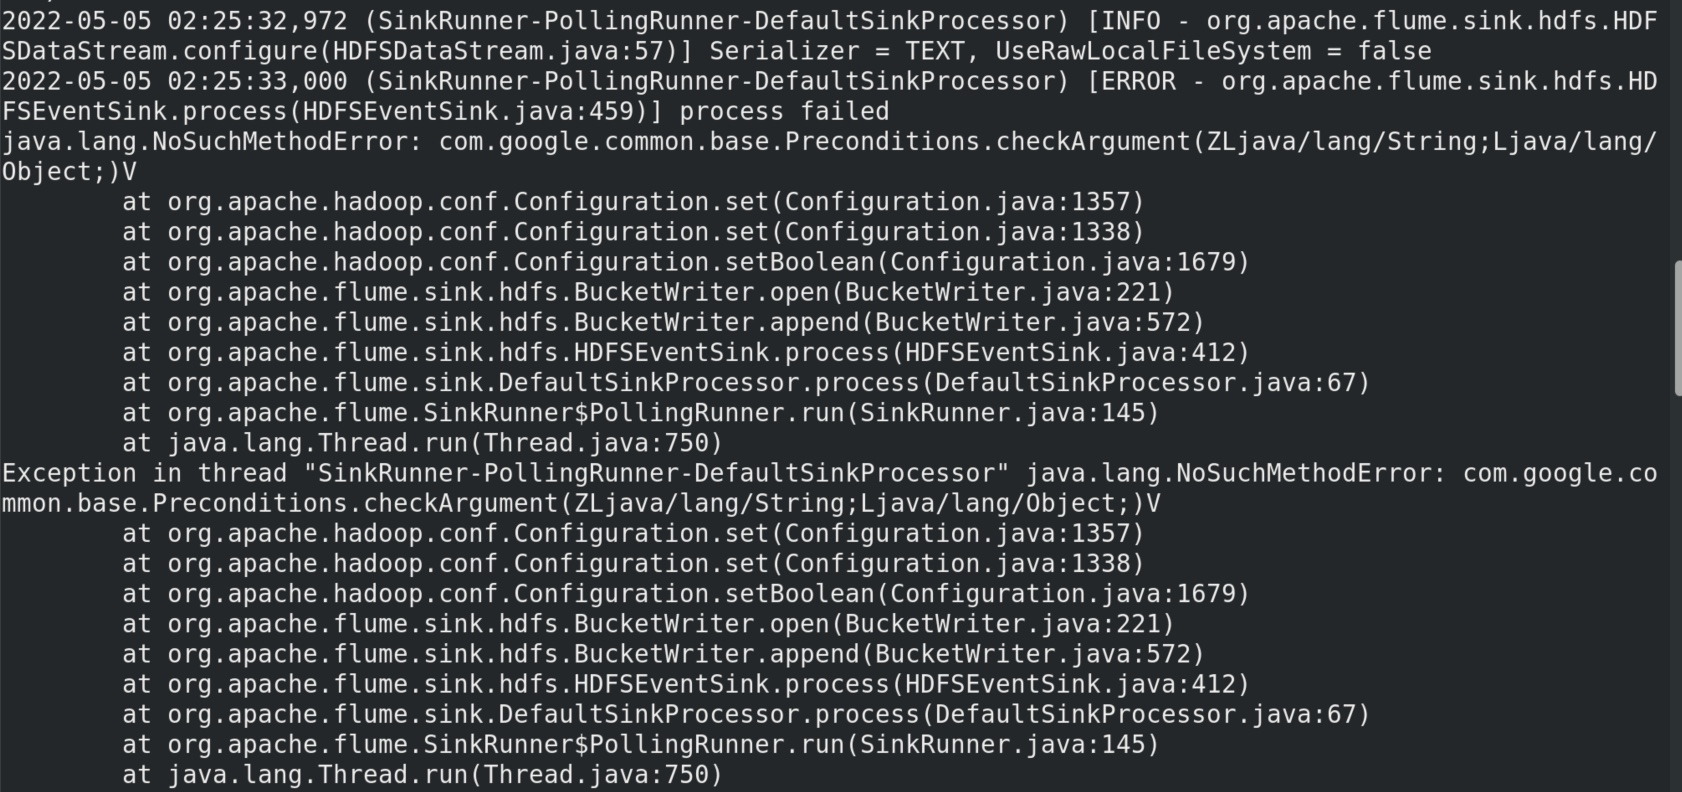 2022-05-05 02:25:32,972 (SinkRunner-PollingRunner-DefaultSinkProcessor) [INFO - org.apache.flume.sink.hdfs.HDF
SDataStream.configure(HDFSDataStream.java:57)] Serializer = TEXT, UseRawLocalFileSystem = false
2022-05-05 02:25:33,000 (SinkRunner-PollingRunner-DefaultSinkProcessor) [ERROR - org.apache.flume.sink.hdfs.HD
FSEventSink.process(HDFSEventSink.java:459)] process failed
java.lang.NoSuchMethodError: com.google.common.base.Preconditions.checkArgument(ZLjava/lang/String;Ljava/lang/
Object;)V
        at org.apache.hadoop.conf.Configuration.set(Configuration.java:1357)
        at org.apache.hadoop.conf.Configuration.set(Configuration.java:1338)
        at org.apache.hadoop.conf.Configuration.setBoolean(Configuration.java:1679)
        at org.apache.flume.sink.hdfs.BucketWriter.open(BucketWriter.java:221)
        at org.apache.flume.sink.hdfs.BucketWriter.append(BucketWriter.java:572)
        at org.apache.flume.sink.hdfs.HDFSEventSink.process(HDFSEventSink.java:412)
        at org.apache.flume.sink.DefaultSinkProcessor.process(DefaultSinkProcessor.java:67)
        at org.apache.flume.SinkRunner$PollingRunner.run(SinkRunner.java:145)
        at java.lang.Thread.run(Thread.java:750)
Exception in thread "SinkRunner-PollingRunner-DefaultSinkProcessor" java.lang.NoSuchMethodError: com.google.co
mmon.base.Preconditions.checkArgument(ZLjava/lang/String;Ljava/lang/Object;)V
        at org.apache.hadoop.conf.Configuration.set(Configuration.java:1357)
        at org.apache.hadoop.conf.Configuration.set(Configuration.java:1338)
        at org.apache.hadoop.conf.Configuration.setBoolean(Configuration.java:1679)
        at org.apache.flume.sink.hdfs.BucketWriter.open(BucketWriter.java:221)
        at org.apache.flume.sink.hdfs.BucketWriter.append(BucketWriter.java:572)
        at org.apache.flume.sink.hdfs.HDFSEventSink.process(HDFSEventSink.java:412)
        at org.apache.flume.sink.DefaultSinkProcessor.process(DefaultSinkProcessor.java:67)
        at org.apache.flume.SinkRunner$PollingRunner.run(SinkRunner.java:145)
        at java.lang.Thread.run(Thread.java:750)